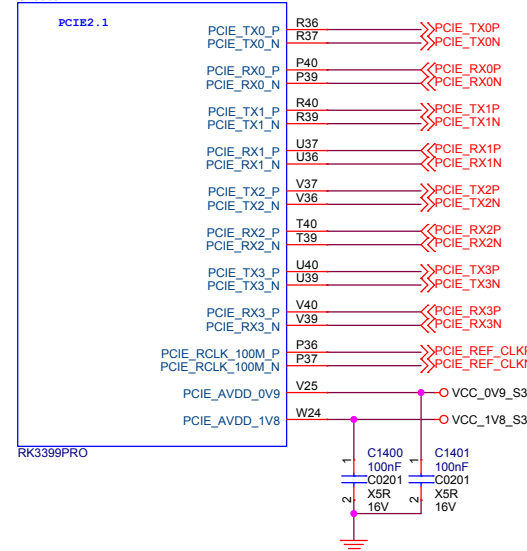 PCIE2.1
PCIE_TX0_P R36 PCIE_TX0P
PCIE_TX0_N R37 PCIE_TX0N
PCIE_RX0_P P40 PCIE_RX0P
PCIE_RX0_N P39 PCIE_RX0N
PCIE_TX1_P R40 PCIE_TX1P
PCIE_TX1_N R39 PCIE_TX1N
PCIE_RX1_P U37 PCIE_RX1P
PCIE_RX1_N U36 PCIE_RX1N
PCIE_TX2_P V37 PCIE_TX2P
PCIE_TX2_N V36 PCIE_TX2N
PCIE_RX2_P T40 PCIE_RX2P
PCIE_RX2_N T39 PCIE_RX2N
PCIE_TX3_P U40 PCIE_TX3P
PCIE_TX3_N U39 PCIE_TX3N
PCIE_RX3_P V40 PCIE_RX3P
PCIE_RX3_N V39 PCIE_RX3N
PCIE_RCLK_100M_P P36 PCIE_REF_CLKP
PCIE_RCLK_100M_N P37 PCIE_REF_CLKN
PCIE_AVDD_0V9 V25 VCC_0V9_S3
PCIE_AVDD_1V8 W24 VCC_1V8_S3
RK3399PRO
C1400 C1401
1 100nF 1 100nF
C0201 C0201
2 X5R 2 X5R
16V 16V